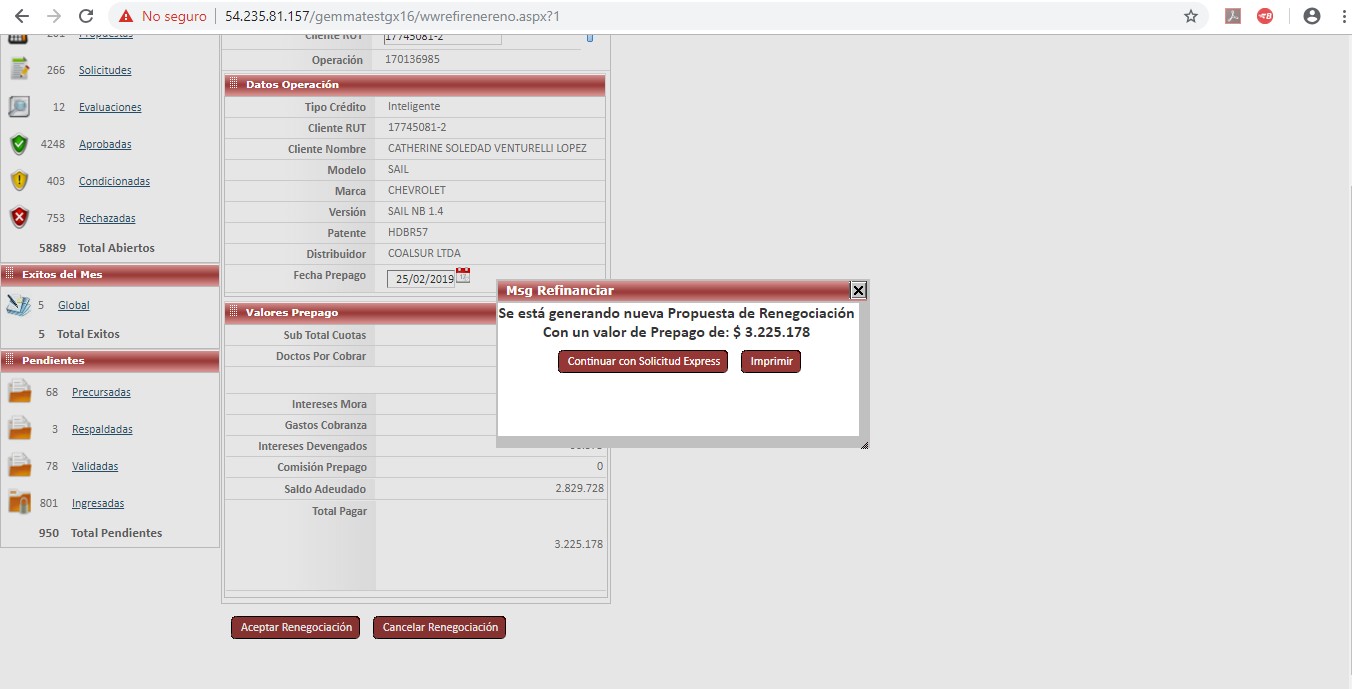 No seguro
54.235.81.157/gemmatestgx16/wwrefirenereno.aspx?1
Propuestas
266 Solicitudes
12 Evaluaciones
4248 Aprobadas
403 Condicionadas
753 Rechazadas
5889 Total Abiertos
Exitos del Mes
5 Global
5 Total Exitos
Pendientes
68 Precursadas
3 Respaldadas
78 Validadas
801 Ingresadas
950 Total Pendientes
Cliente RUT 17745081-2
Operación 170136985
Datos Operación
Tipo Crédito Inteligente
Cliente RUT 17745081-2
Cliente Nombre CATHERINE SOLEDAD VENTURELLI LOPEZ
Modelo SAIL
Marca CHEVROLET
Versión SAIL NB 1.4
Patente HDBR57
Distribuidor COALSUR LTDA
Fecha Prepago 25/02/2019
Valores Prepago
Sub Total Cuotas
Doctos Por Cobrar
Intereses Mora
Gastos Cobranza
Intereses Devengados
Comisión Prepago 0
Saldo Adeudado 2.829.728
Total Pagar
3.225.178
Aceptar Renegociación Cancelar Renegociación
Msg Refinanciar
Se está generando nueva Propuesta de Renegociación
Con un valor de Prepago de: $ 3.225.178
Continuar con Solicitud Express Imprimir